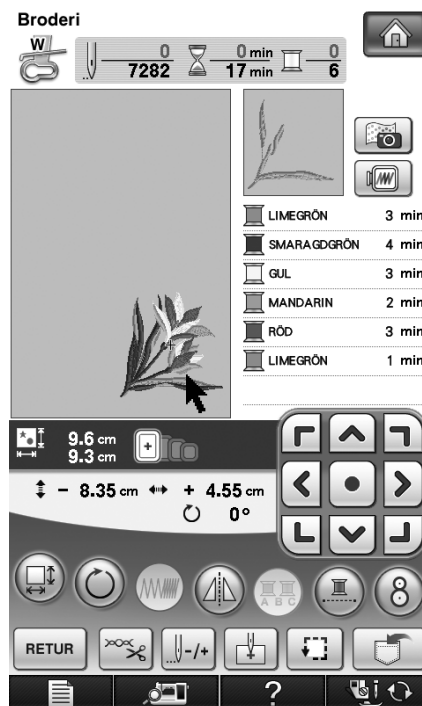 Broderi
W
0 0 min 0
7282 17 min 6
LIMEGRÖN 3 min
SMARAGDGRÖN 4 min
GUL 3 min
MANDARIN 2 min
RÖD 3 min
LIMEGRÖN 1 min
9.6 cm
9.3 cm
- 8.35 cm + 4.55 cm
0°
A B C
8
RETUR
-/+
?